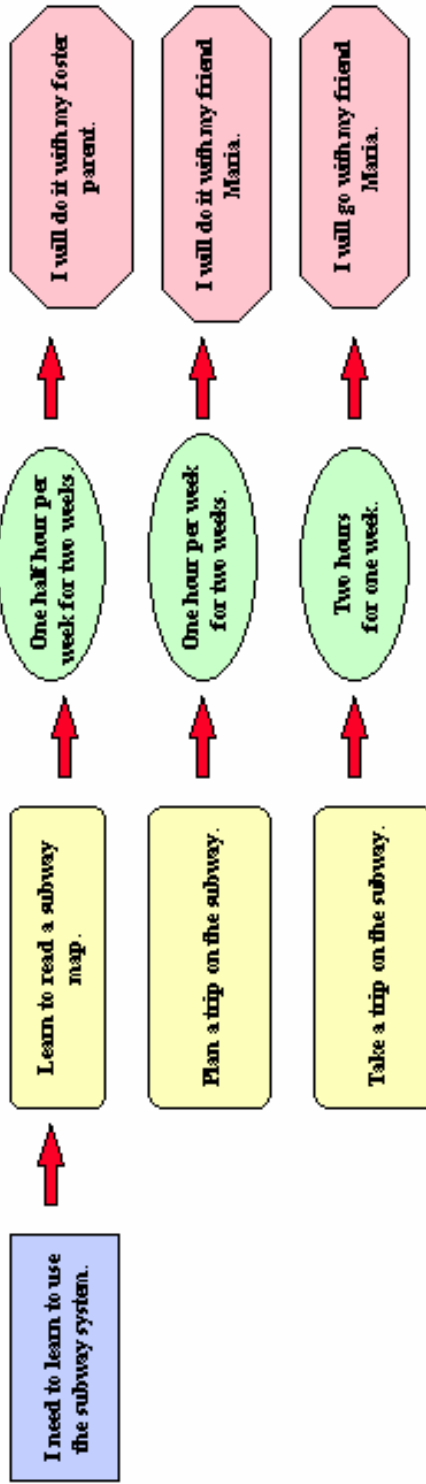 I need to learn to use
the subway system.
Learn to read a subway
map.
One half hour per
week for two weeks.
I will do it with my foster
parent.
Plan a trip on the subway.
One hour per week
for two weeks.
I will do it with my friend
Maria.
Take a trip on the subway.
Two hours
for one week.
I will go with my friend
Maria.